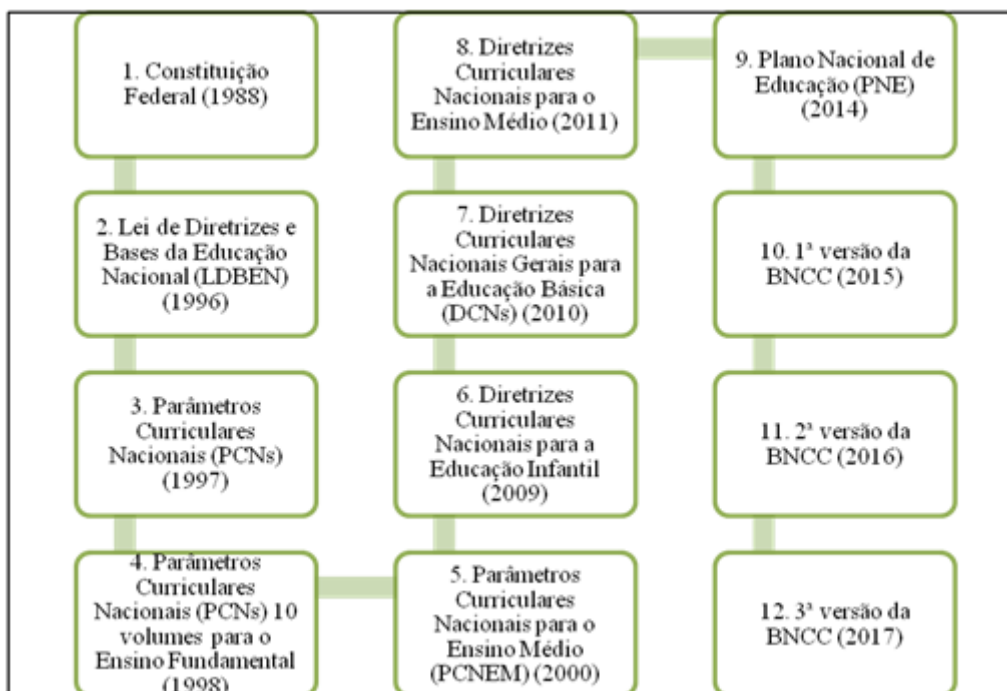 1. Constituição
Federal (1988)
2. Lei de Diretrizes e
Bases da Educação
Nacional (LDBEN)
(1996)
3. Parâmetros
Curriculares
Nacionais (PCNs)
(1997)
4. Parâmetros
Curriculares
Nacionais (PCNs) 10
volumes para o
Ensino Fundamental
(1998)
5. Parâmetros
Curriculares
Nacionais para o
Ensino Médio
(PCNEM) (2000)
6. Diretrizes
Curriculares
Nacionais para a
Educação Infantil
(2009)
7. Diretrizes
Curriculares
Nacionais Gerais para
a Educação Básica
(DCNs) (2010)
8. Diretrizes
Curriculares
Nacionais para o
Ensino Médio (2011)
9. Plano Nacional de
Educação (PNE)
(2014)
10. 1ª versão da
BNCC (2015)
11. 2ª versão da
BNCC (2016)
12. 3ª versão da
BNCC (2017)